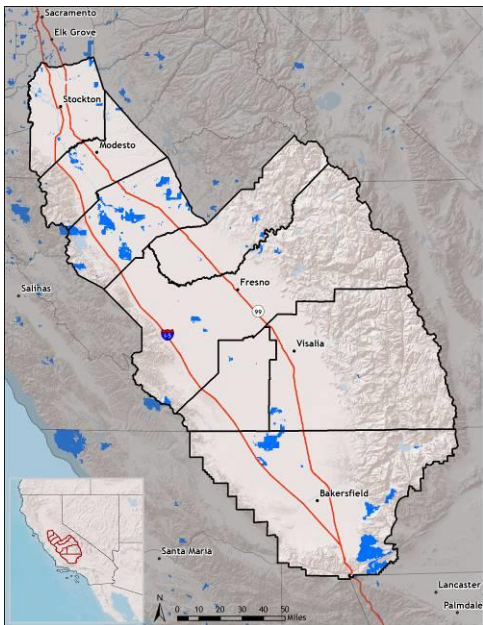 Sacramento
Elk Grove
Stockton
Modesto
Salinas
Fresno
99
Visalia
Bakersfield
Santa Maria
Lancaster
Palmdale
N
0 10 20 30 40 50
Miles